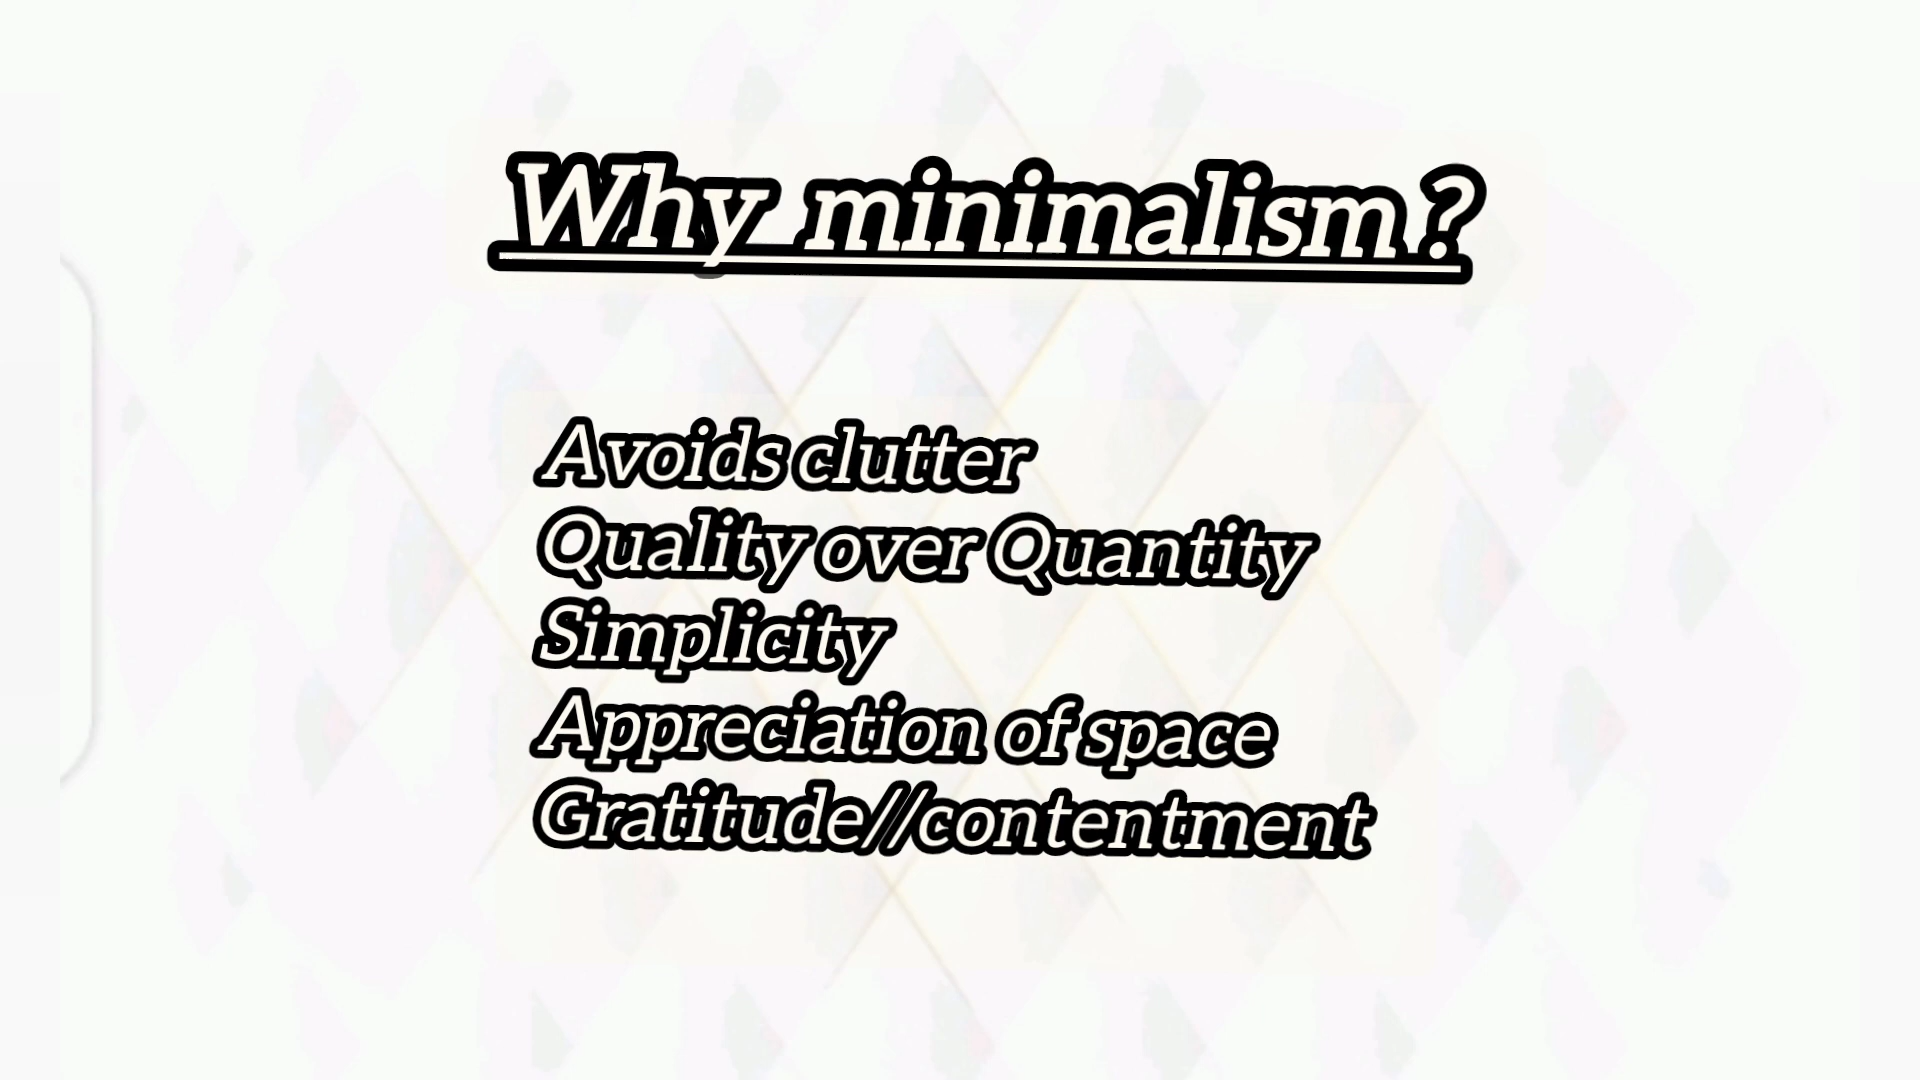 Why minimalism?
Avoids clutter
Quality over Quantity
Simplicity
Appreciation of space
Gratitude//contentment